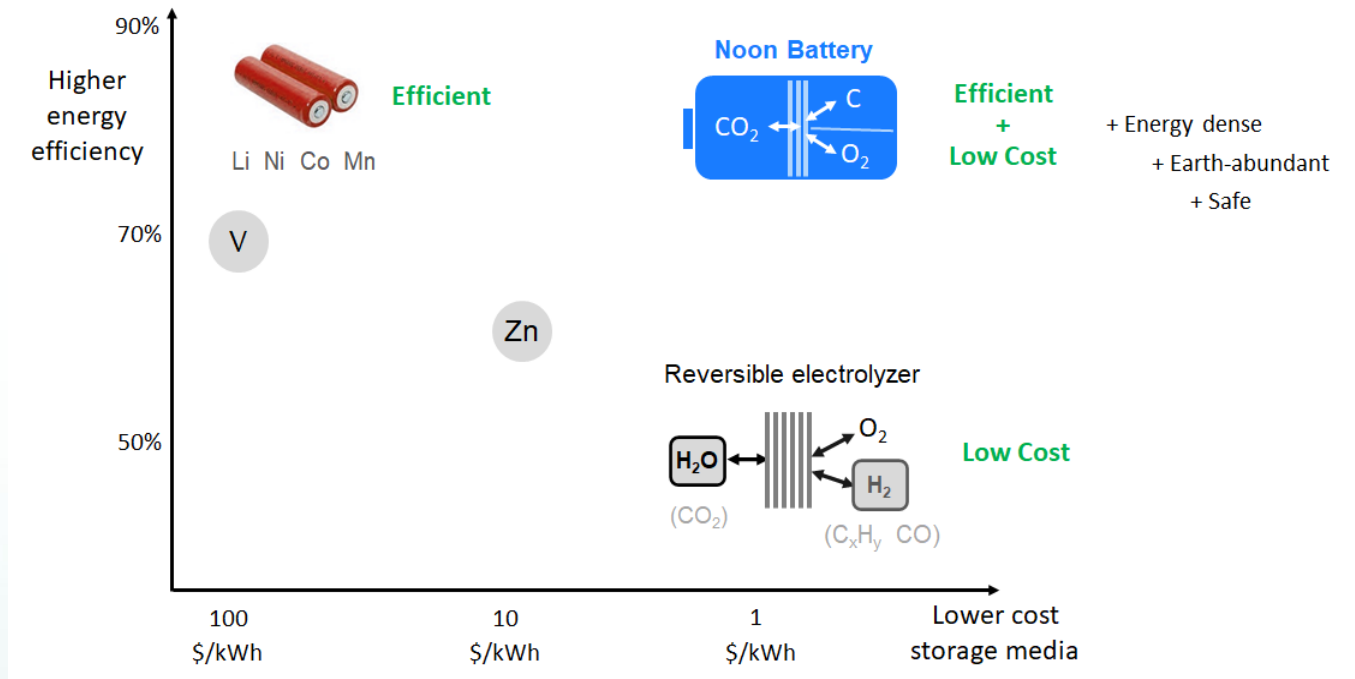 90%
Higher
energy
efficiency
Efficient
Li Ni Co Mn
Noon Battery
CO₂
C
O₂
Efficient
+
Low Cost
+ Energy dense
+ Earth-abundant
+ Safe
70%
V
Zn
50%
Reversible electrolyzer
H₂O
(CO₂)
O₂
H₂
(CₓHᵧ CO)
Low Cost
100
$/kWh
10
$/kWh
1
$/kWh
Lower cost
storage media